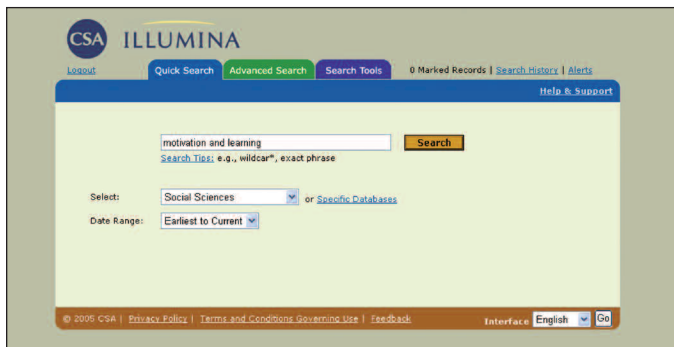 CSA ILLUMINA
Logout Quick Search Advanced Search Search Tools 0 Marked Records | Search History | Alerts
Help & Support
motivation and learning Search
Search Tips: e.g., wildcar*, exact phrase
Select: Social Sciences or Specific Databases
Date Range: Earliest to Current
© 2005 CSA | Privacy Policy | Terms and Conditions Governing Use | Feedback Interface English Go